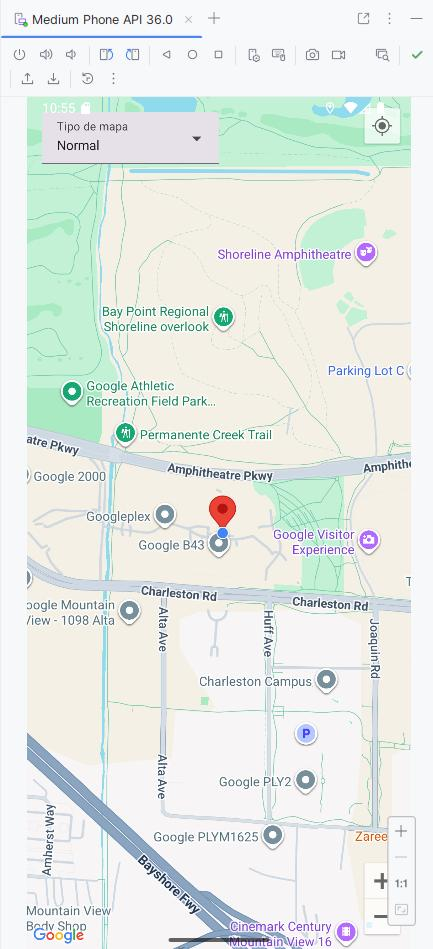 Medium Phone API 36.0
1:1
10:55
Tipo de mapa
Normal
Shoreline Amphitheatre
Bay Point Regional
Shoreline overlook
Parking Lot C
Google Athletic
Recreation Field Park...
Permanente Creek Trail
atre Pkwy
Amphitheatre Pkwy
Amphithe
Google 2000
Googleplex
Google B43
Google Visitor
Experience
Charleston Rd
Charleston Rd
T
oogle Mountain
View - 1098 Alta
Alta Ave
Huff Ave
Joaquin Rd
Charleston Campus
P
Alta Ave
Google PLY2
Google PLYM1625
Zaree
Amherst Way
Bayshore Fwy
Mountain View
Body Shop
Google
Cinemark Century
Mountain View 16